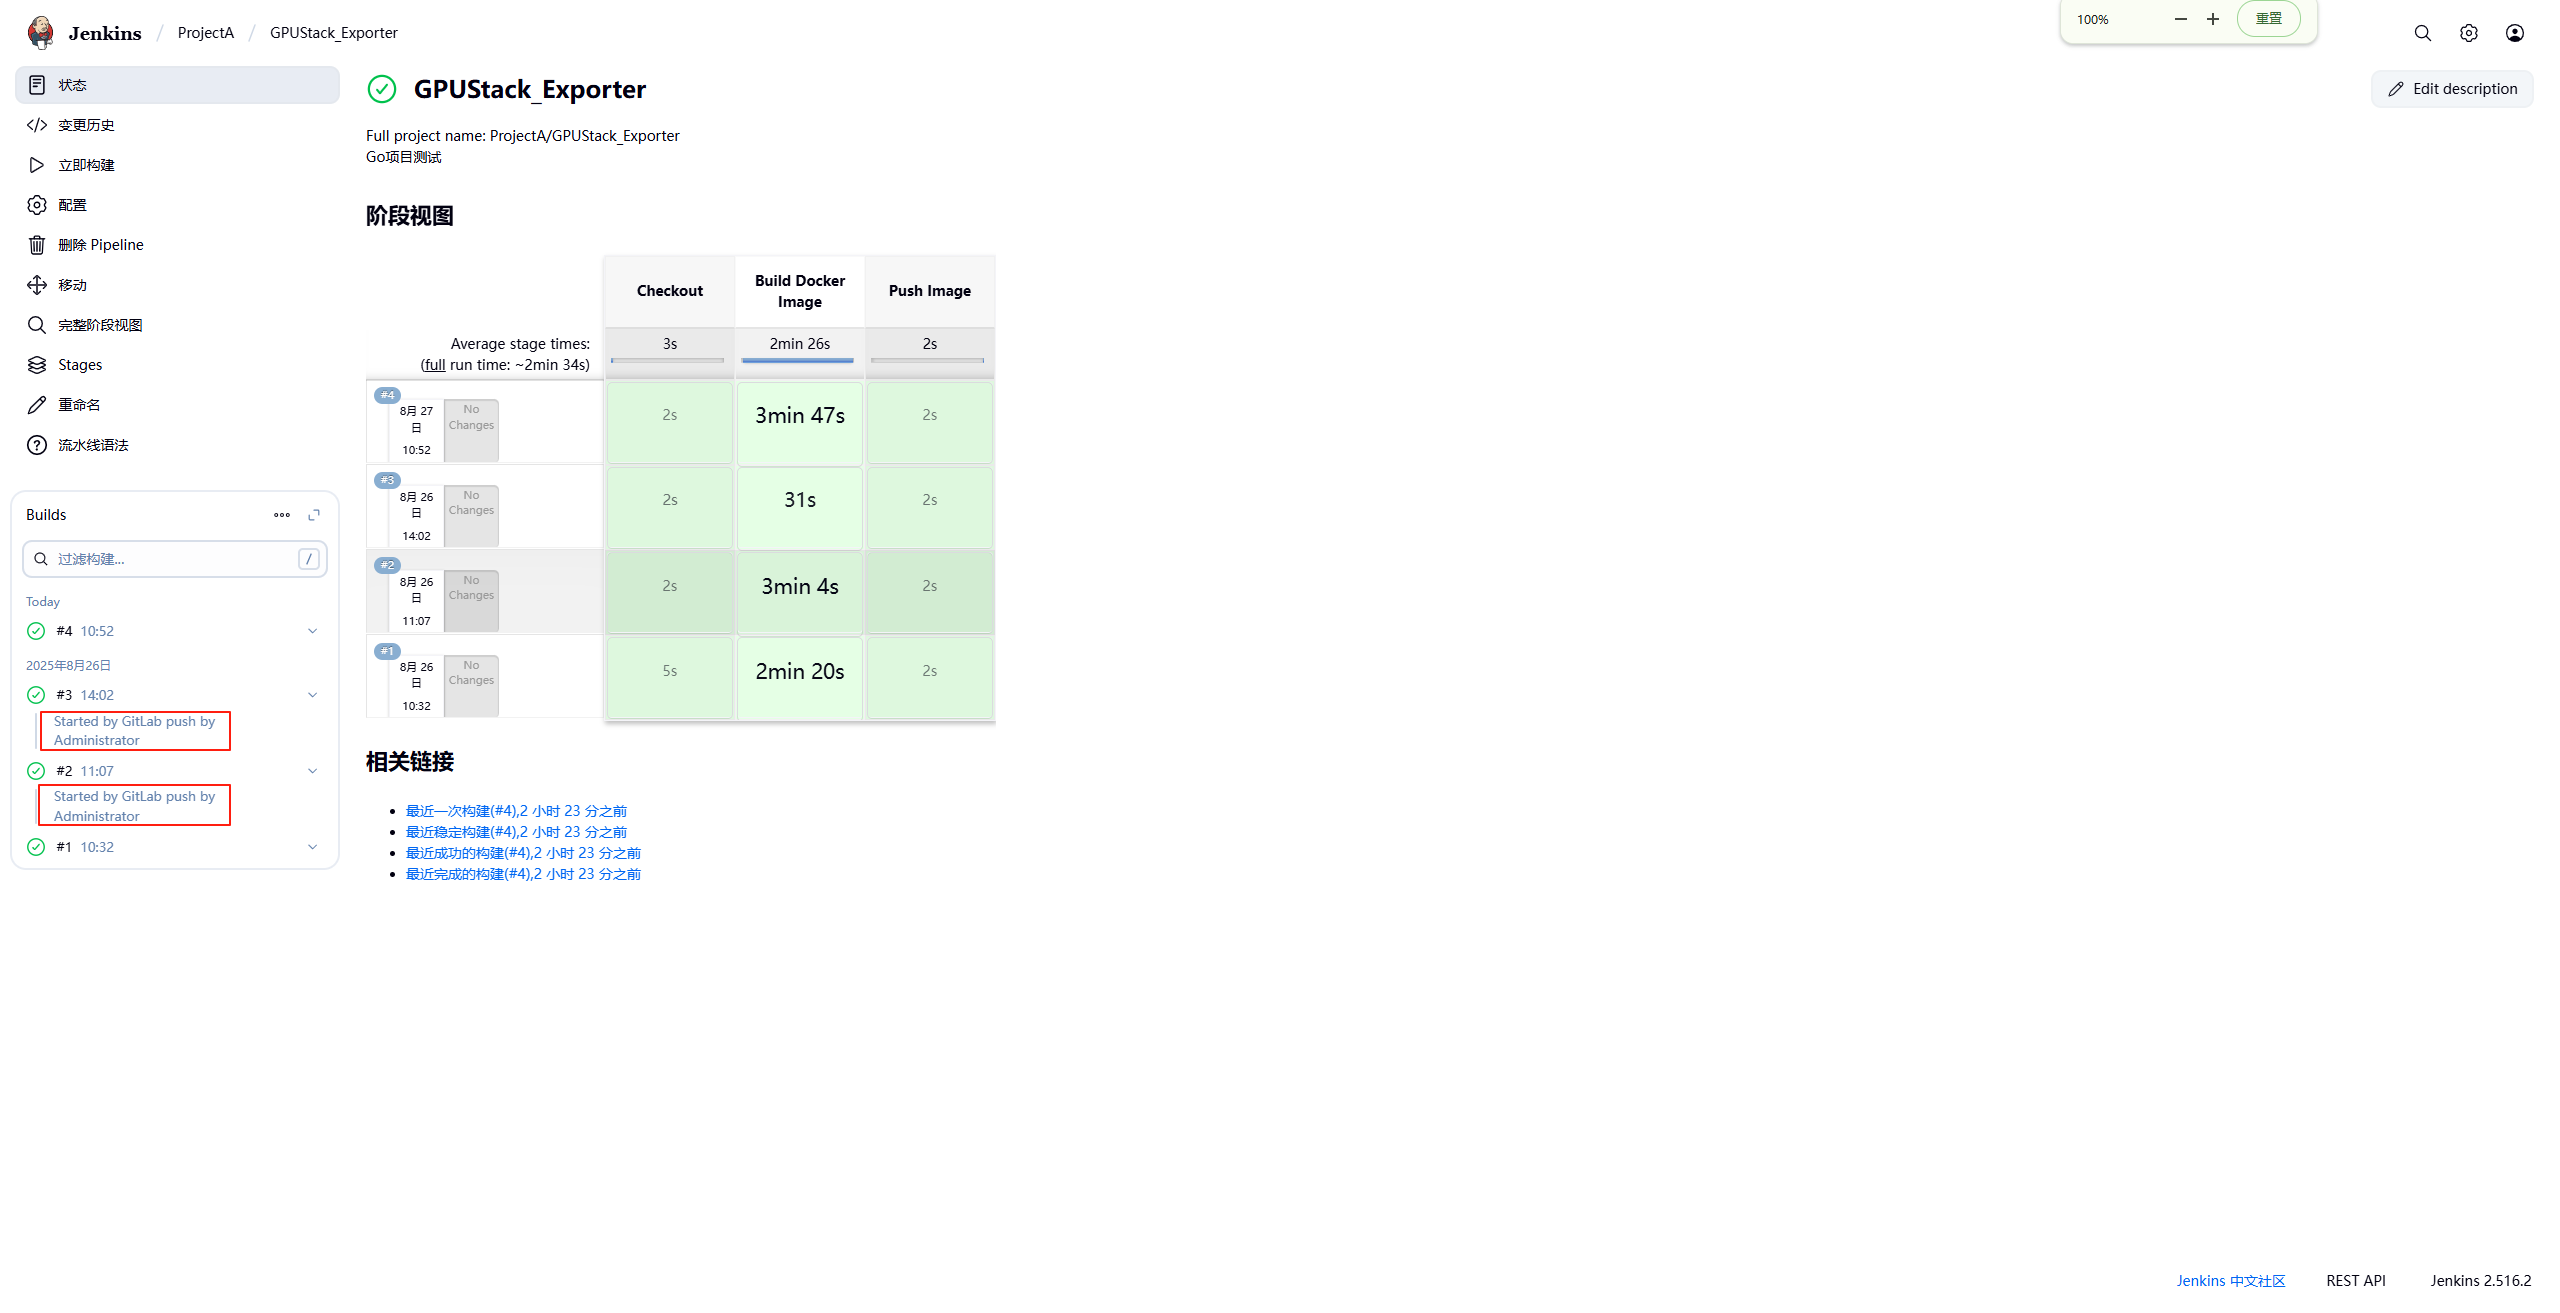 Jenkins / ProjectA / GPUStack_Exporter
100% 重置
状态
变更历史
立即构建
配置
删除 Pipeline
移动
完整阶段视图
Stages
重命名
流水线语法
Builds
过滤构建... /
Today
#4 10:52
2025年8月26日
#3 14:02
Started by GitLab push by
Administrator
#2 11:07
Started by GitLab push by
Administrator
#1 10:32
GPUStack_Exporter
Edit description
Full project name: ProjectA/GPUStack_Exporter
Go项目测试
阶段视图
Checkout
Build Docker
Image
Push Image
Average stage times:
(full run time: ~2min 34s)
3s
2min 26s
2s
#4
8月 27
日
10:52
No
Changes
2s
3min 47s
2s
#3
8月 26
日
14:02
No
Changes
2s
31s
2s
#2
8月 26
日
11:07
No
Changes
2s
3min 4s
2s
#1
8月 26
日
10:32
No
Changes
5s
2min 20s
2s
相关链接
最近一次构建(#4),2 小时 23 分之前
最近稳定构建(#4),2 小时 23 分之前
最近成功的构建(#4),2 小时 23 分之前
最近完成的构建(#4),2 小时 23 分之前
Jenkins 中文社区 REST API Jenkins 2.516.2